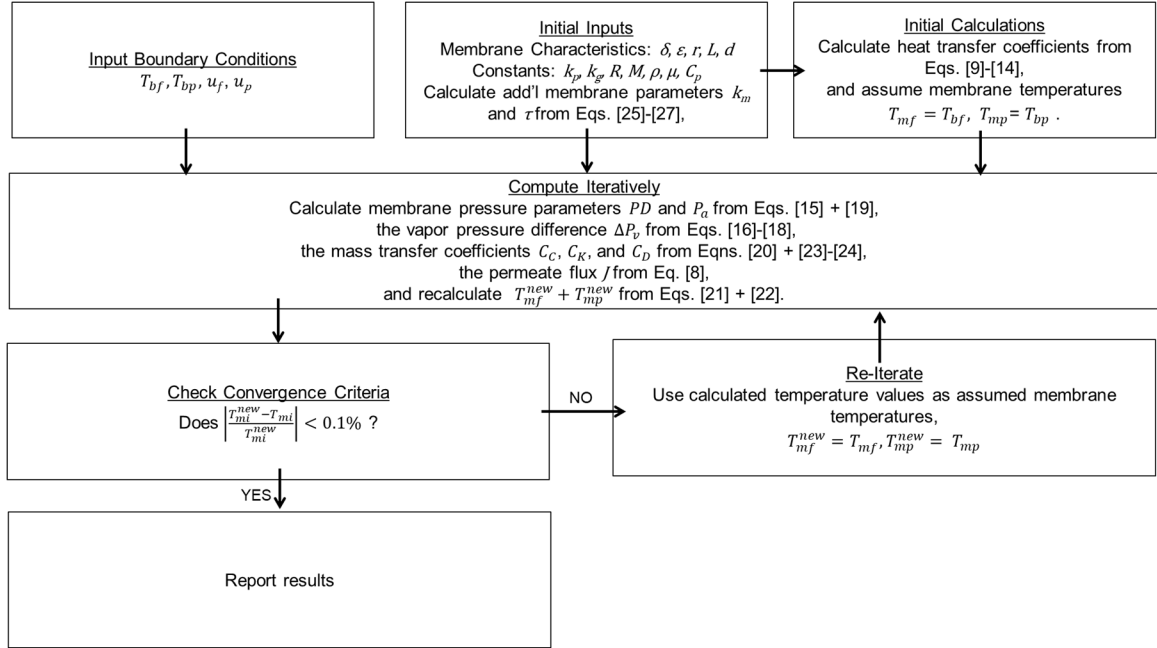 Input Boundary Conditions
T_bf, T_bp, u_f, u_p
Initial Inputs
Membrane Characteristics: δ, ε, r, L, d
Constants: k_p, k_g, R, M, ρ, μ, C_p
Calculate add'l membrane parameters k_m
and τ from Eqs. [25]-[27],
Initial Calculations
Calculate heat transfer coefficients from
Eqs. [9]-[14],
and assume membrane temperatures
T_mf = T_bf, T_mp = T_bp .
Compute Iteratively
Calculate membrane pressure parameters PD and P_a from Eqs. [15] + [19],
the vapor pressure difference ΔP_v from Eqs. [16]-[18],
the mass transfer coefficients C_C, C_K, and C_D from Eqns. [20] + [23]-[24],
the permeate flux J from Eq. [8],
and recalculate T_mf^new + T_mp^new from Eqs. [21] + [22].
Check Convergence Criteria
Does |(T_mi^new − T_mi)/T_mi^new| < 0.1% ?
NO
Re-Iterate
Use calculated temperature values as assumed membrane
temperatures,
T_mf^new = T_mf, T_mp^new = T_mp
YES
Report results